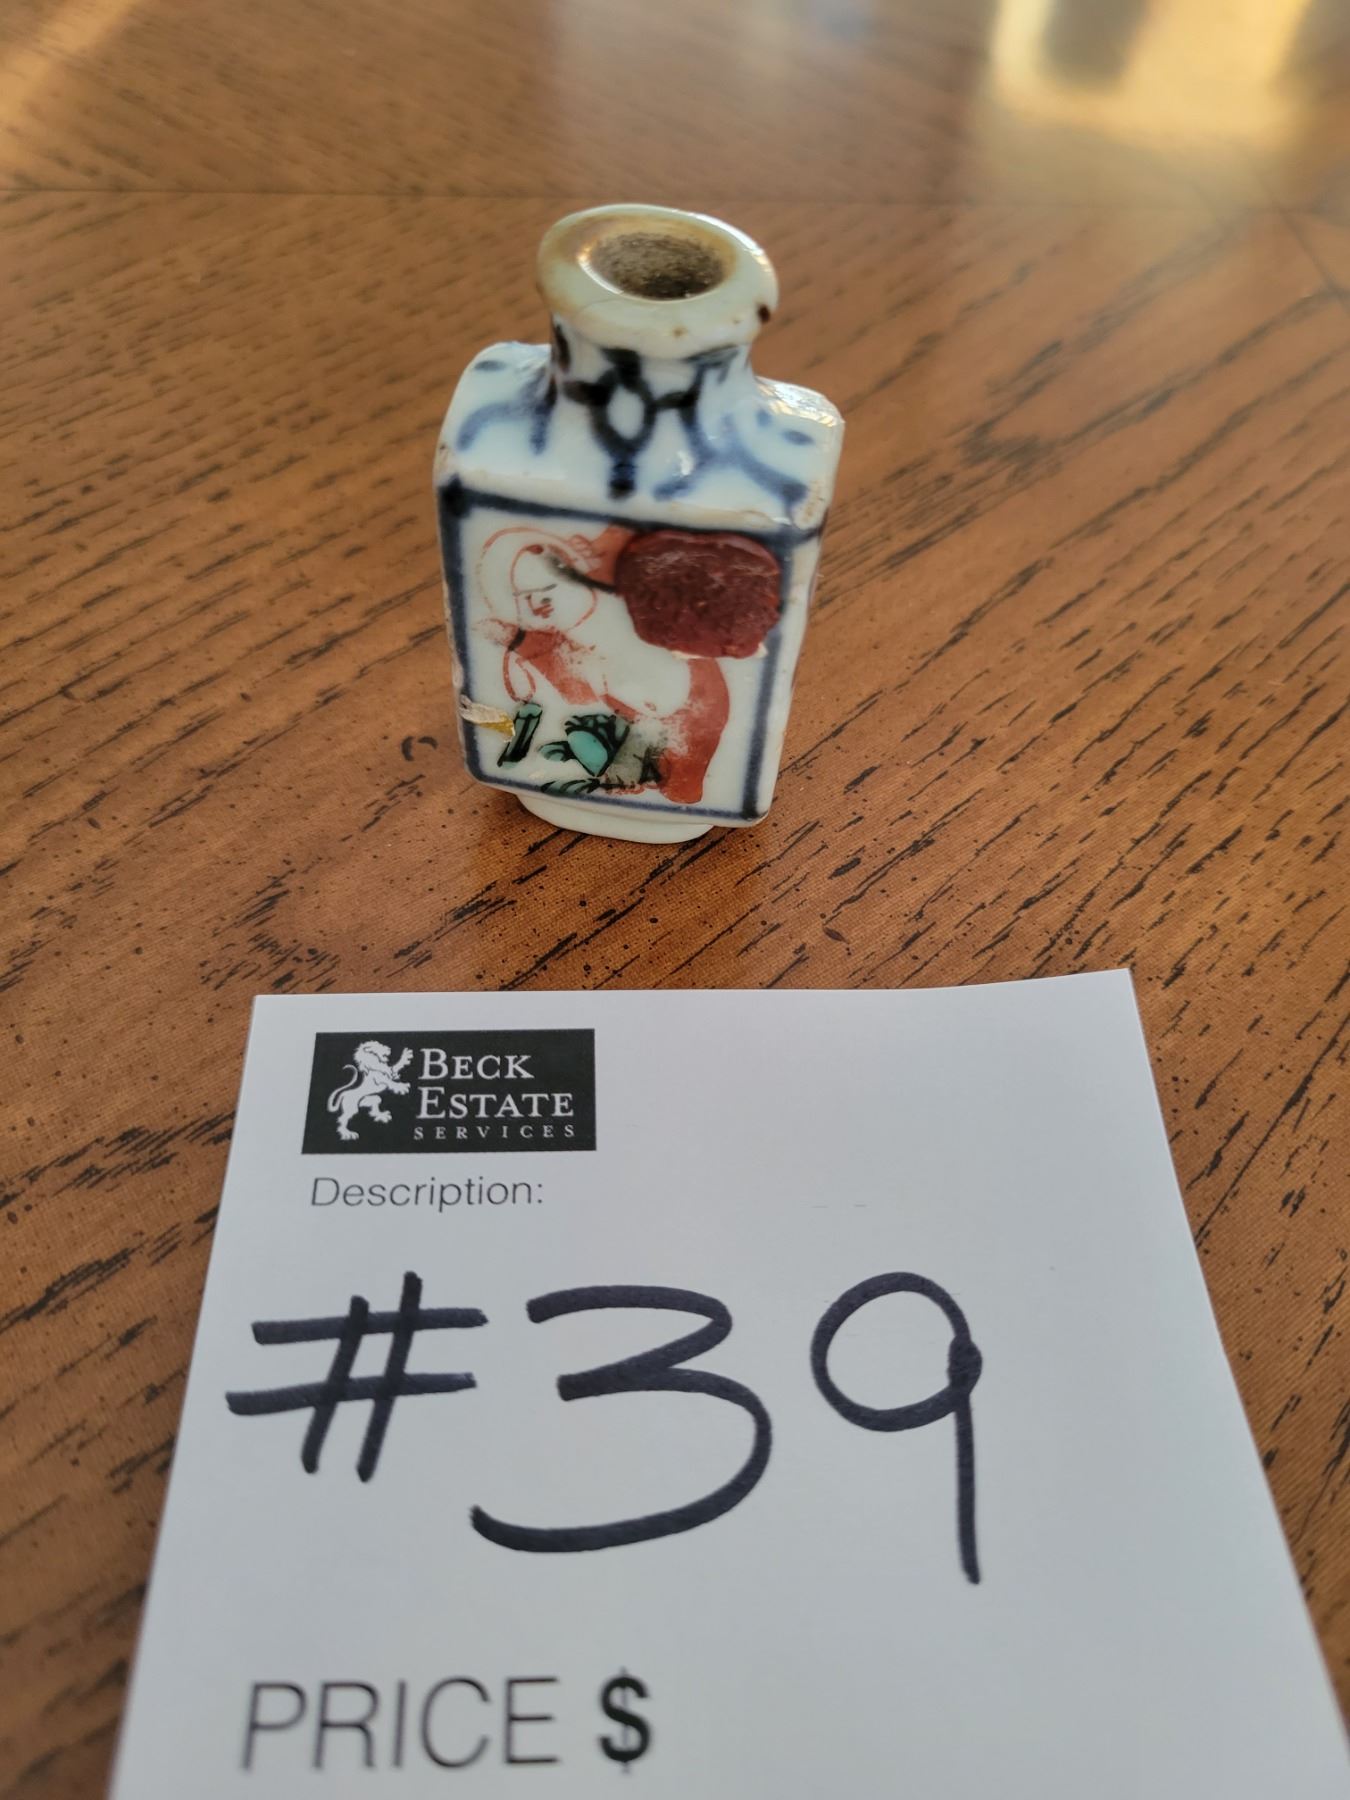 BECK
ESTATE
SERVICES
Description:
#39
PRICE $